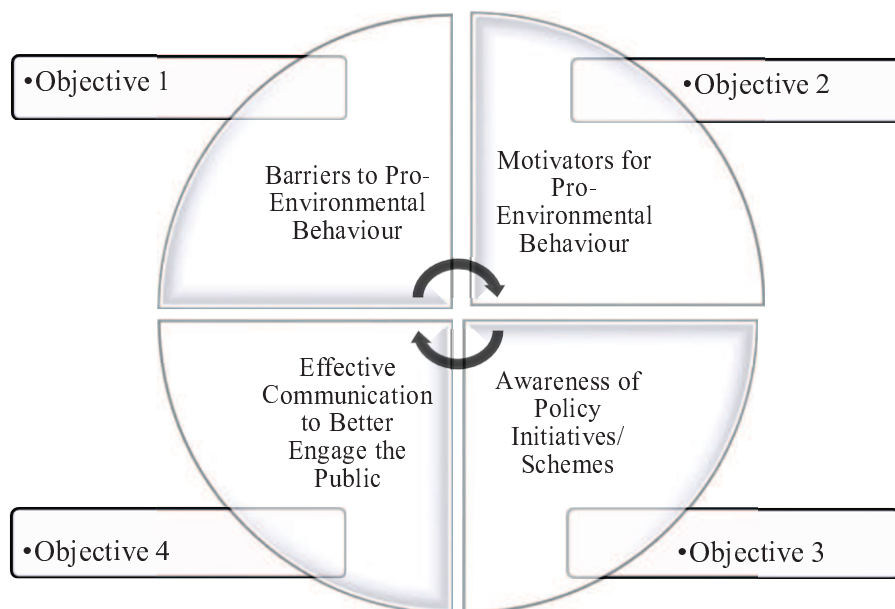 •Objective 1
•Objective 2
Barriers to Pro-
Environmental
Behaviour
Motivators for
Pro-
Environmental
Behaviour
Effective
Communication
to Better
Engage the
Public
Awareness of
Policy
Initiatives/
Schemes
•Objective 4
•Objective 3